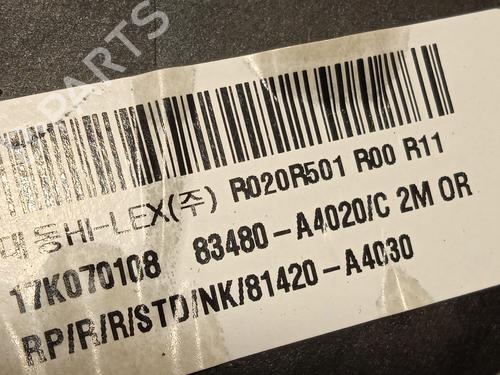 대동HI-LEX(주) R020R501 R00 R11
17K070108 83480-A4020/C 2M OR
RP/R/R/STD/NK/81420-A4030
PARTS